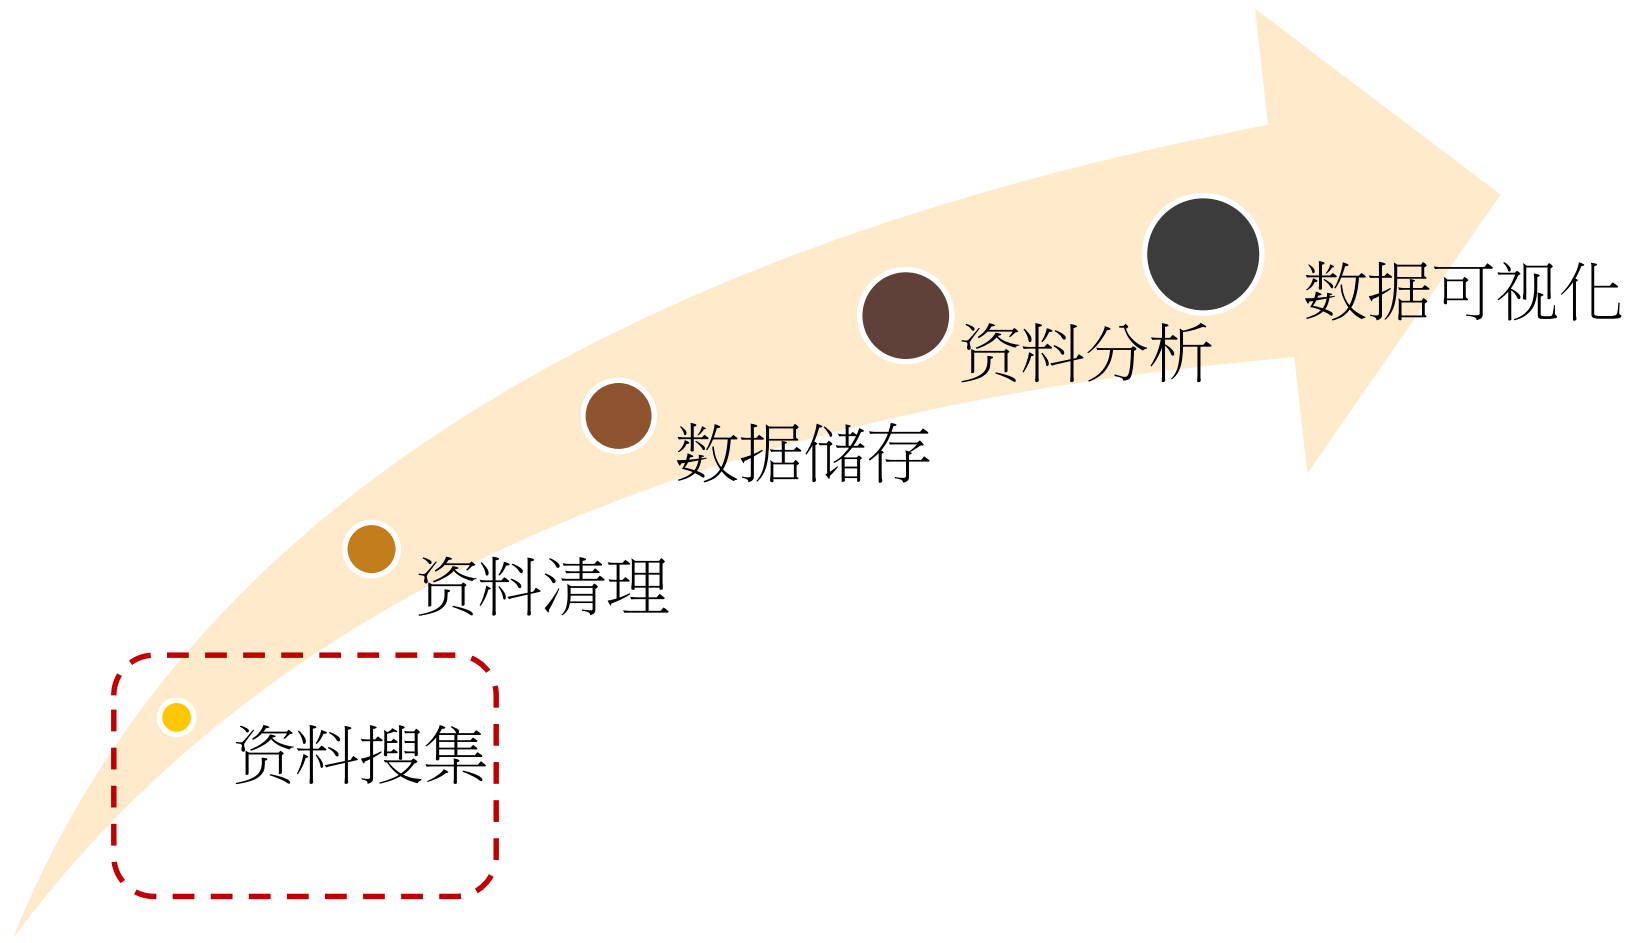 数据可视化
资料分析
数据储存
资料清理
资料搜集